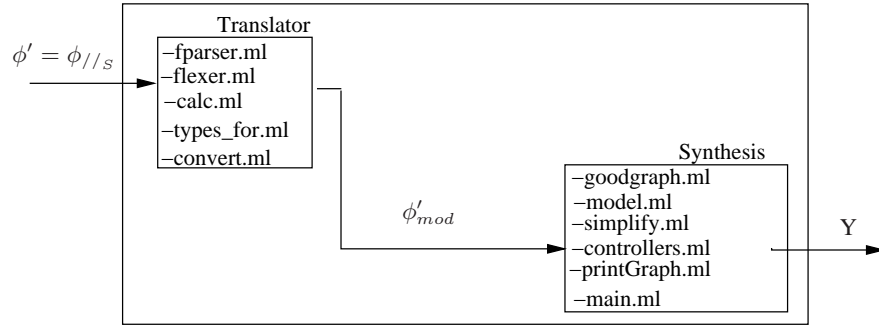 Translator
ϕ′ = ϕ//S
–fparser.ml
–flexer.ml
–calc.ml
–types_for.ml
–convert.ml
Synthesis
–goodgraph.ml
–model.ml
–simplify.ml
–controllers.ml
–printGraph.ml
–main.ml
ϕ′mod
Y